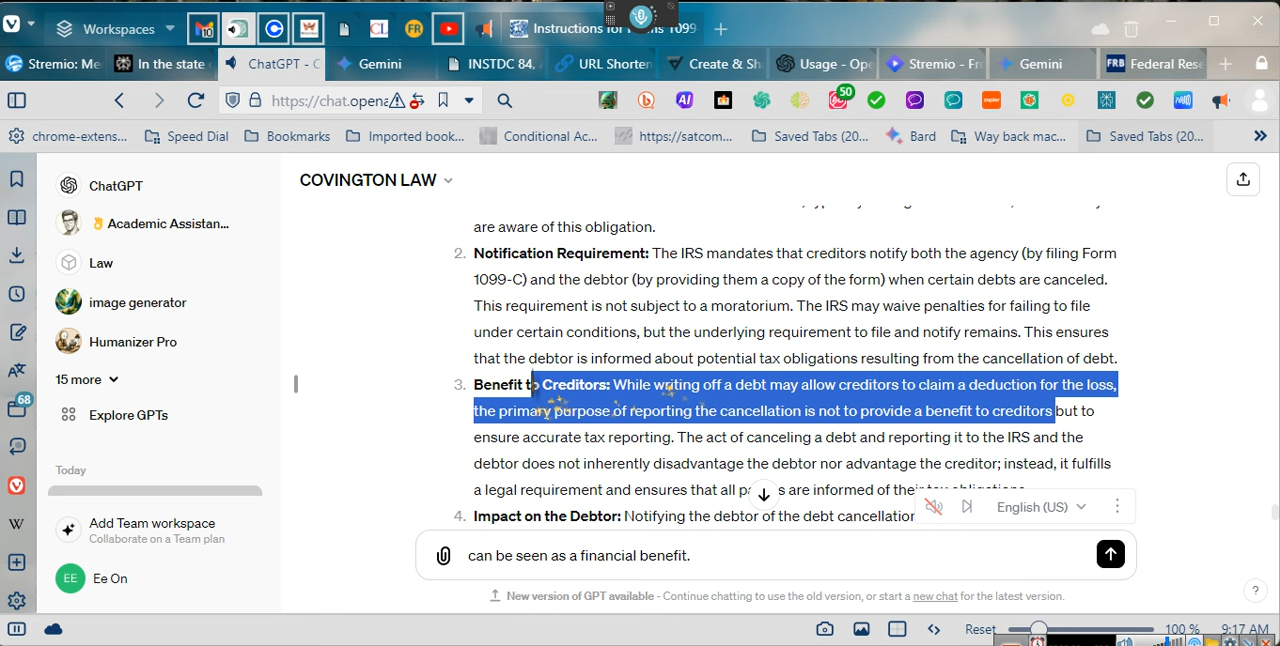 Workspaces
10
CL
FR
Instructions for
1099
Stremio: Me
In the state
ChatGPT - C
Gemini
INSTDC 84,
URL Shorten
Create & Sh
Usage - Ope
Stremio - Fr
Gemini
FRB
Federal Rese
https://chat.opena
AI
50
chrome-extens...
Speed Dial
Bookmarks
Imported book...
Conditional Ac...
https://satcom...
Saved Tabs (20...
Bard
Way back mac...
Saved Tabs (20...
ChatGPT
Academic Assistan...
Law
image generator
Humanizer Pro
15 more
Explore GPTs
Today
Add Team workspace
Collaborate on a Team plan
EE
Ee On
68
W
COVINGTON LAW
are aware of this obligation.
2. Notification Requirement: The IRS mandates that creditors notify both the agency (by filing Form
1099-C) and the debtor (by providing them a copy of the form) when certain debts are canceled.
This requirement is not subject to a moratorium. The IRS may waive penalties for failing to file
under certain conditions, but the underlying requirement to file and notify remains. This ensures
that the debtor is informed about potential tax obligations resulting from the cancellation of debt.
3. Benefit to Creditors: While writing off a debt may allow creditors to claim a deduction for the loss,
the primary purpose of reporting the cancellation is not to provide a benefit to creditors but to
ensure accurate tax reporting. The act of canceling a debt and reporting it to the IRS and the
debtor does not inherently disadvantage the debtor nor advantage the creditor; instead, it fulfills
a legal requirement and ensures that all pa s are informed of their tax obligations.
4. Impact on the Debtor: Notifying the debtor of the debt cancellation
English (US)
can be seen as a financial benefit.
New version of GPT available - Continue chatting to use the old version, or start a new chat for the latest version.
?
Reset
100 %
9:17 AM